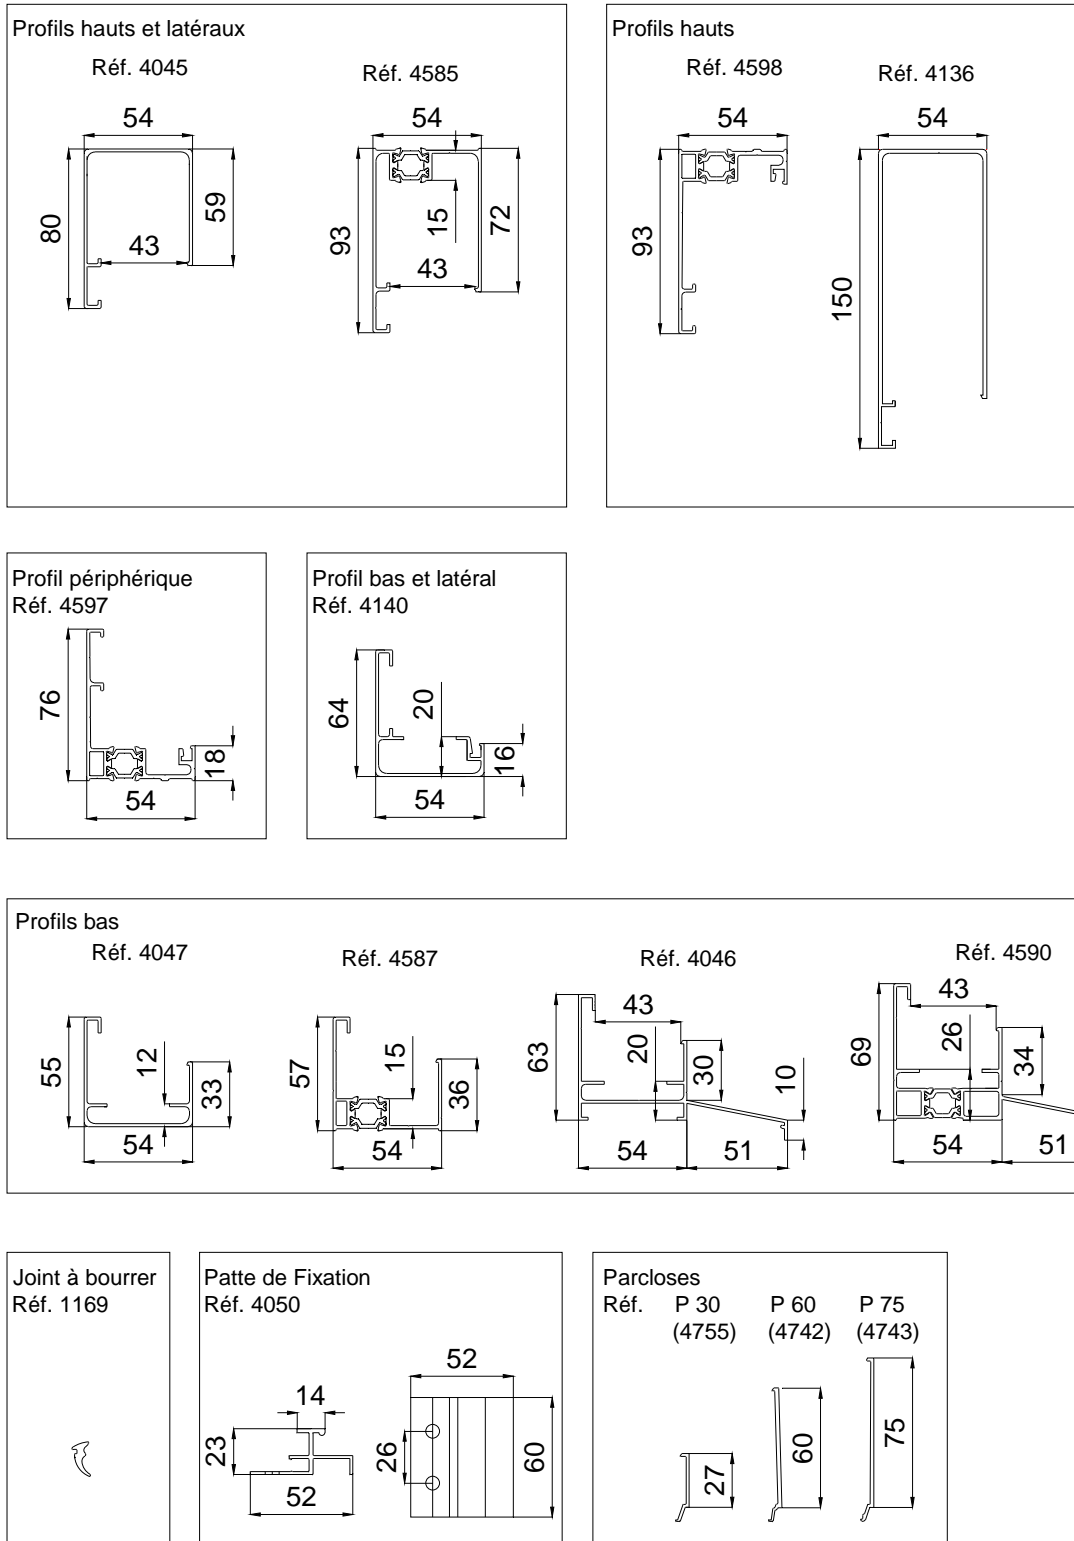 Profils hauts et latéraux
Réf. 4045
Réf. 4585
54
80
59
43
54
93
15
72
43
Profils hauts
Réf. 4598
Réf. 4136
54
93
54
150
Profil périphérique
Réf. 4597
76
18
54
Profil bas et latéral
Réf. 4140
64
20
16
54
Profils bas
Réf. 4047
Réf. 4587
Réf. 4046
Réf. 4590
55
12
33
54
57
15
36
54
43
63
20
30
10
54
51
43
69
26
34
54
51
Joint à bourrer
Réf. 1169
Patte de Fixation
Réf. 4050
14
23
52
52
26
60
Parcloses
Réf. P 30 P 60 P 75
(4755) (4742) (4743)
27
60
75